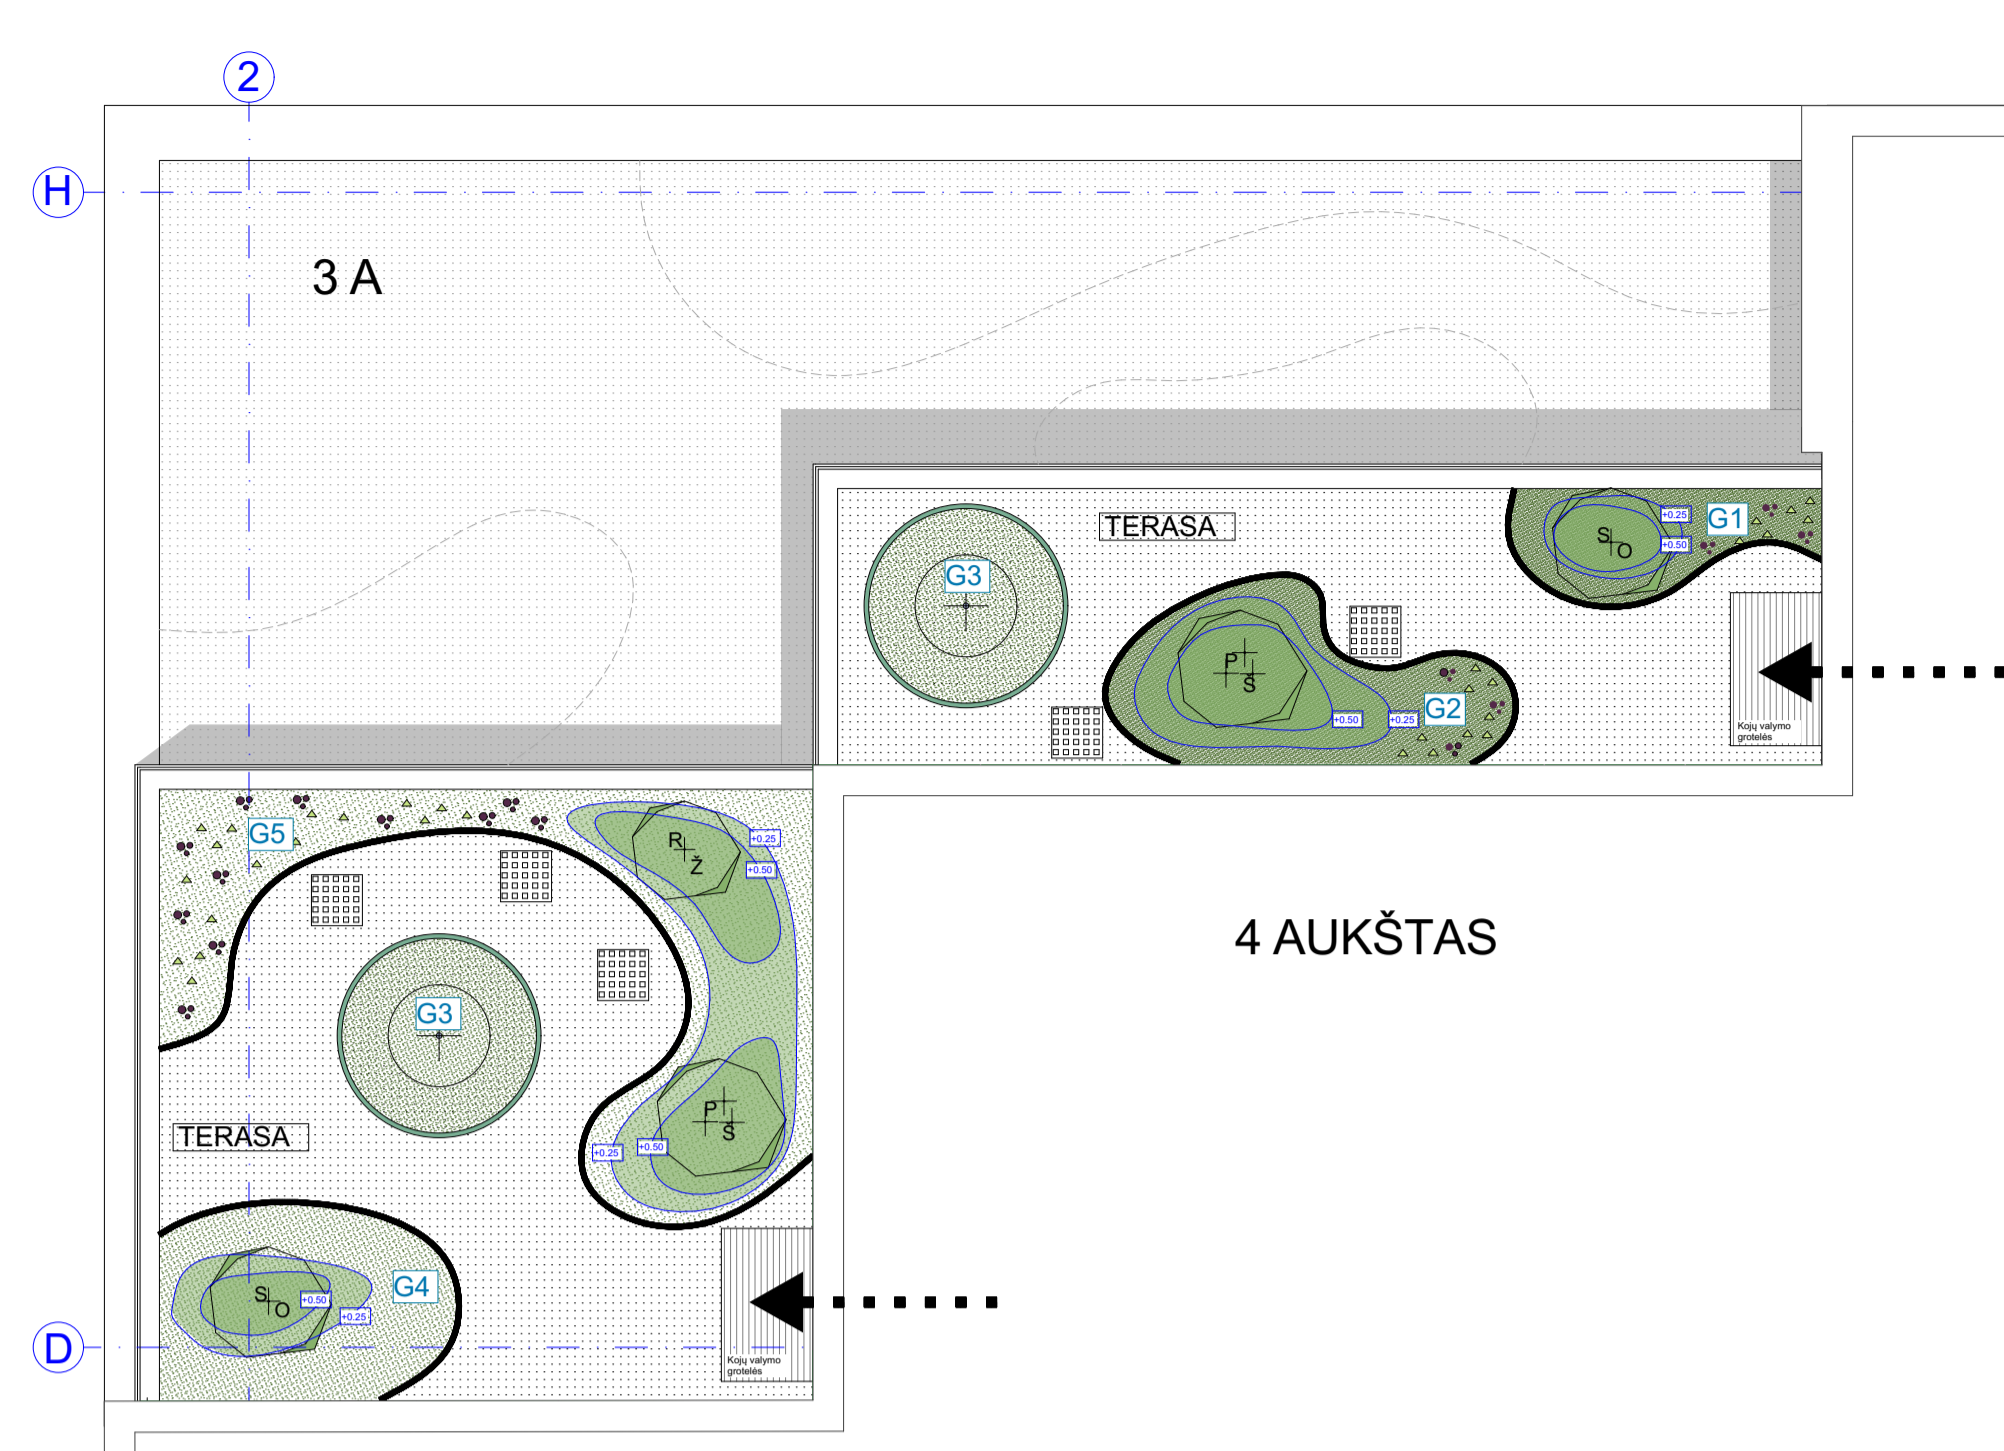 2
H
3 A
TERASA
G3
G1
+0.25
+0.50
S
O
P
Š
+0.50
+0.25
G2
Kojų valymo
grotelės
G5
R
Ž
+0.25
+0.50
4 AUKŠTAS
G3
TERASA
P
Š
+0.25
+0.50
G4
S
O
+0.50
+0.25
D
Kojų valymo
grotelės